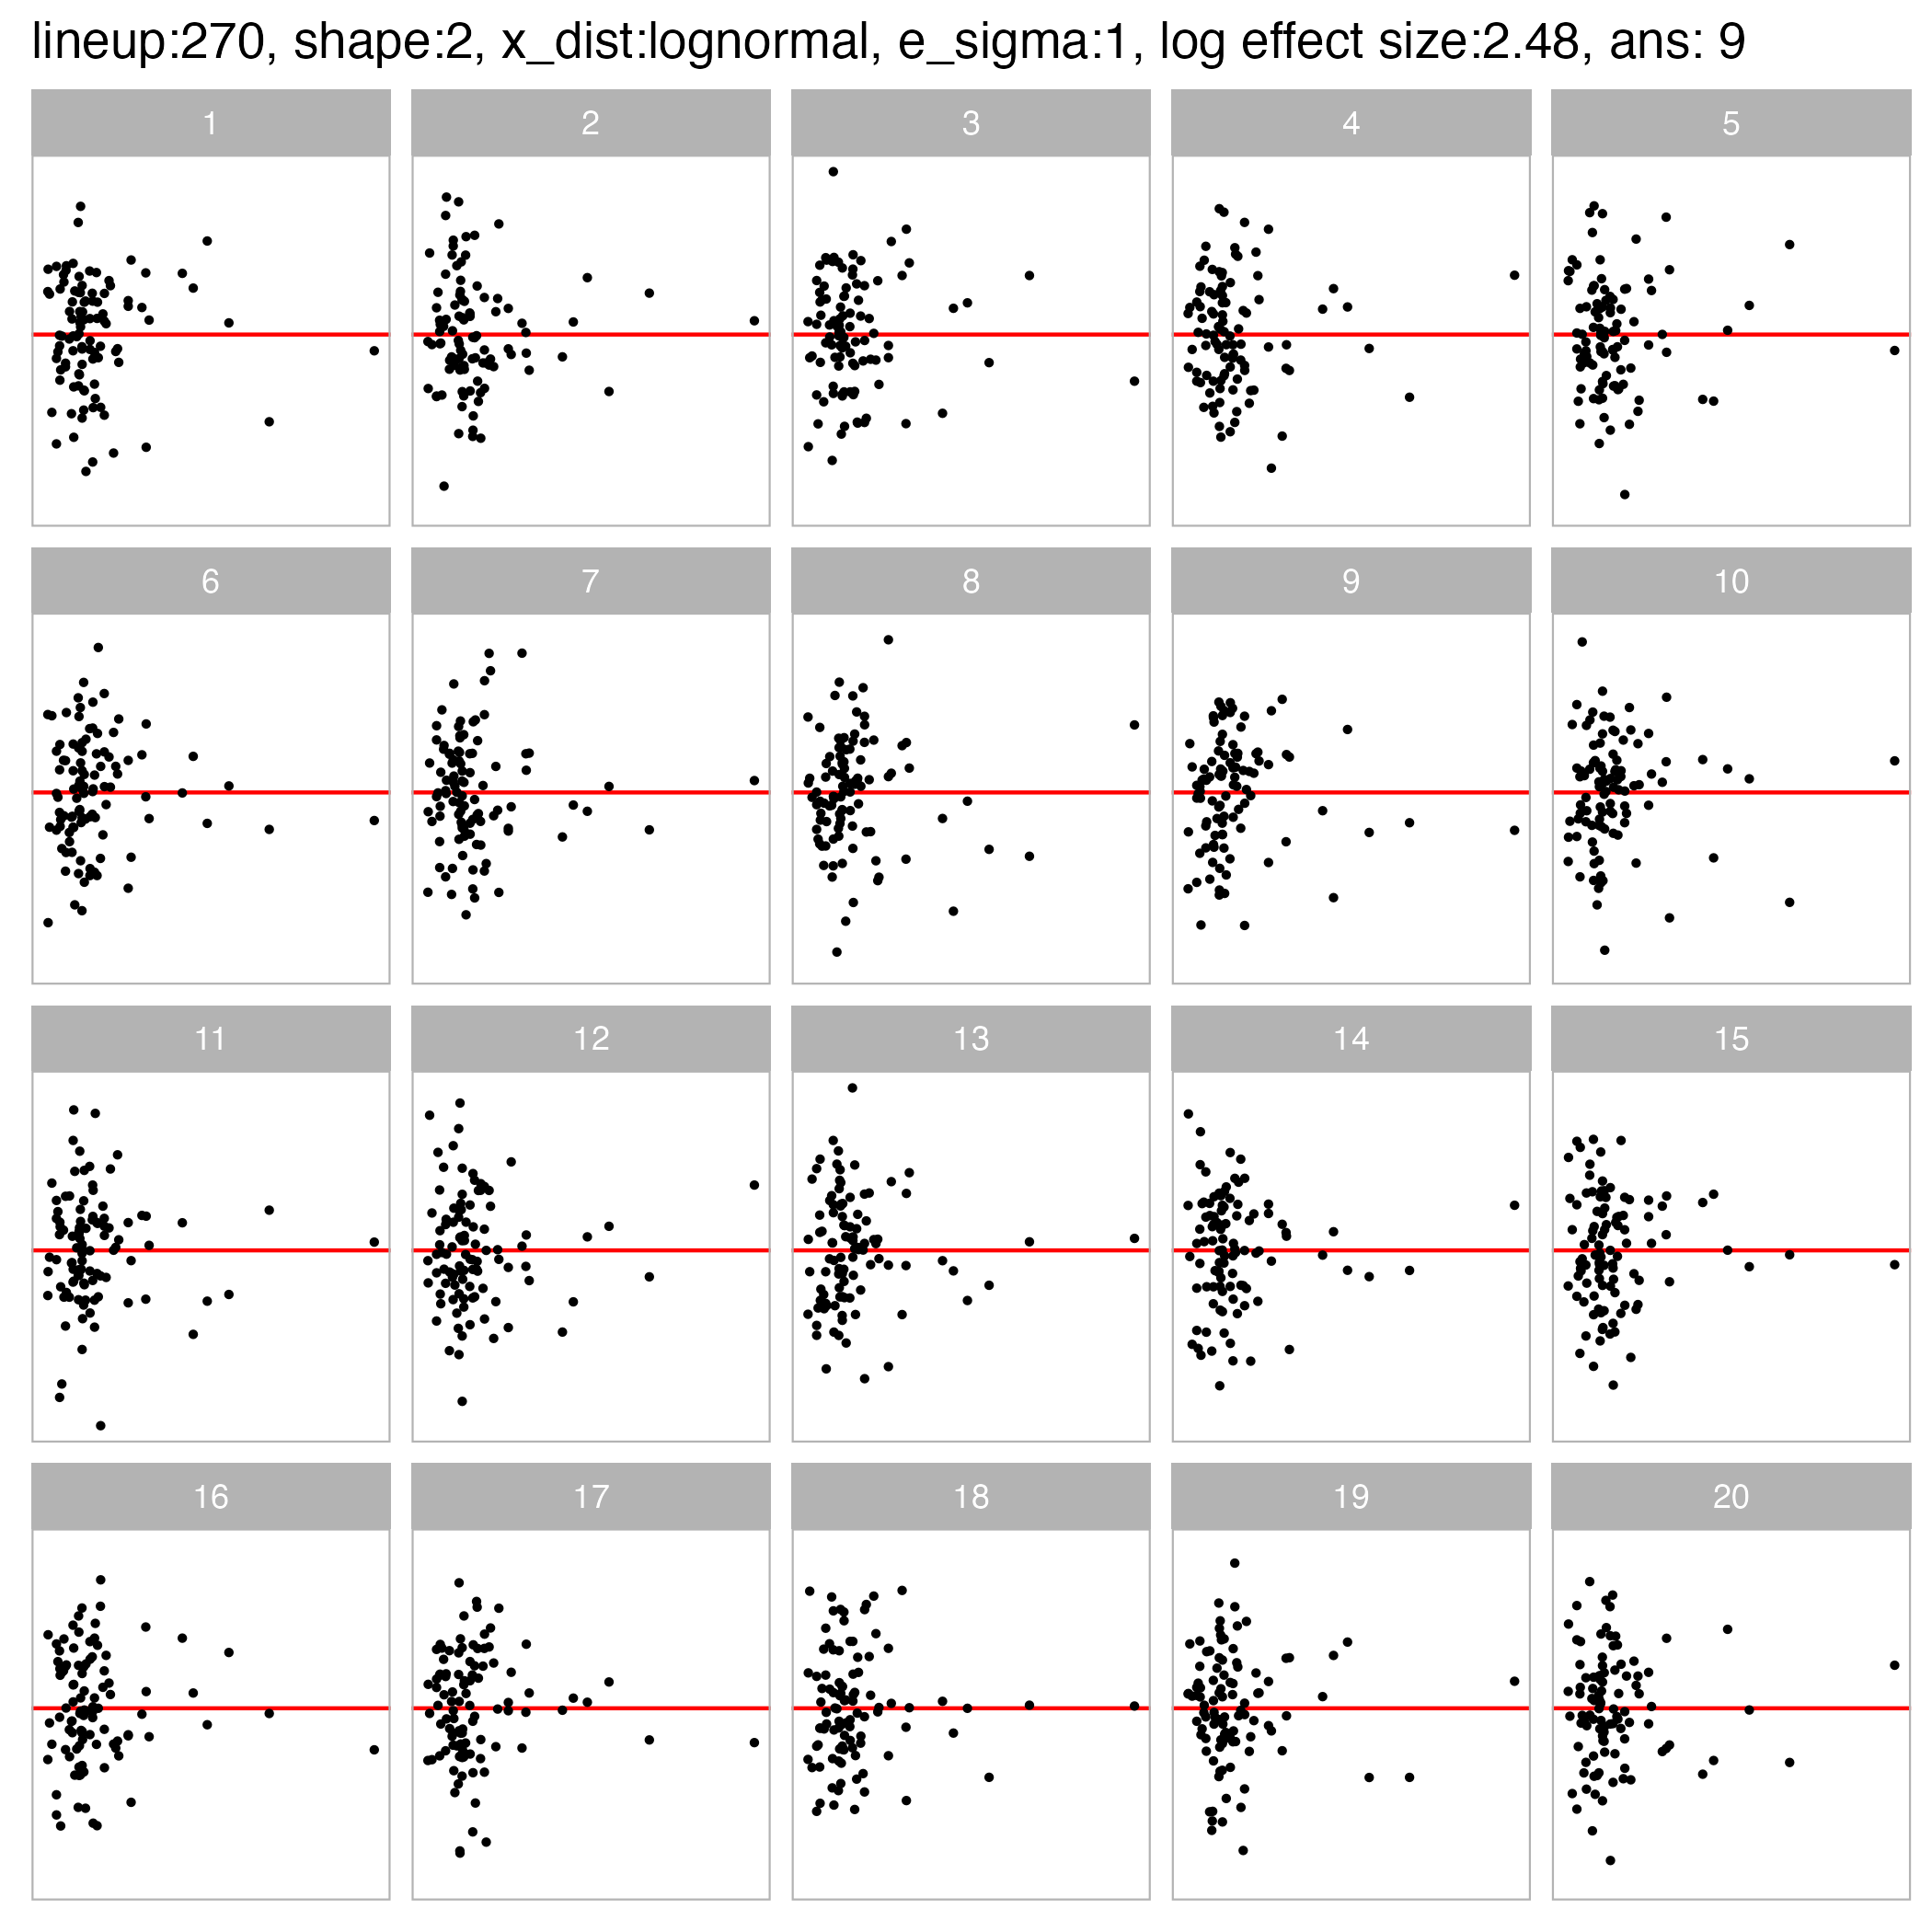 lineup:270, shape:2, x_dist:lognormal, e_sigma:1, log effect size:2.48, ans: 9
1 2 3 4 5
6 7 8 9 10
11 12 13 14 15
16 17 18 19 20